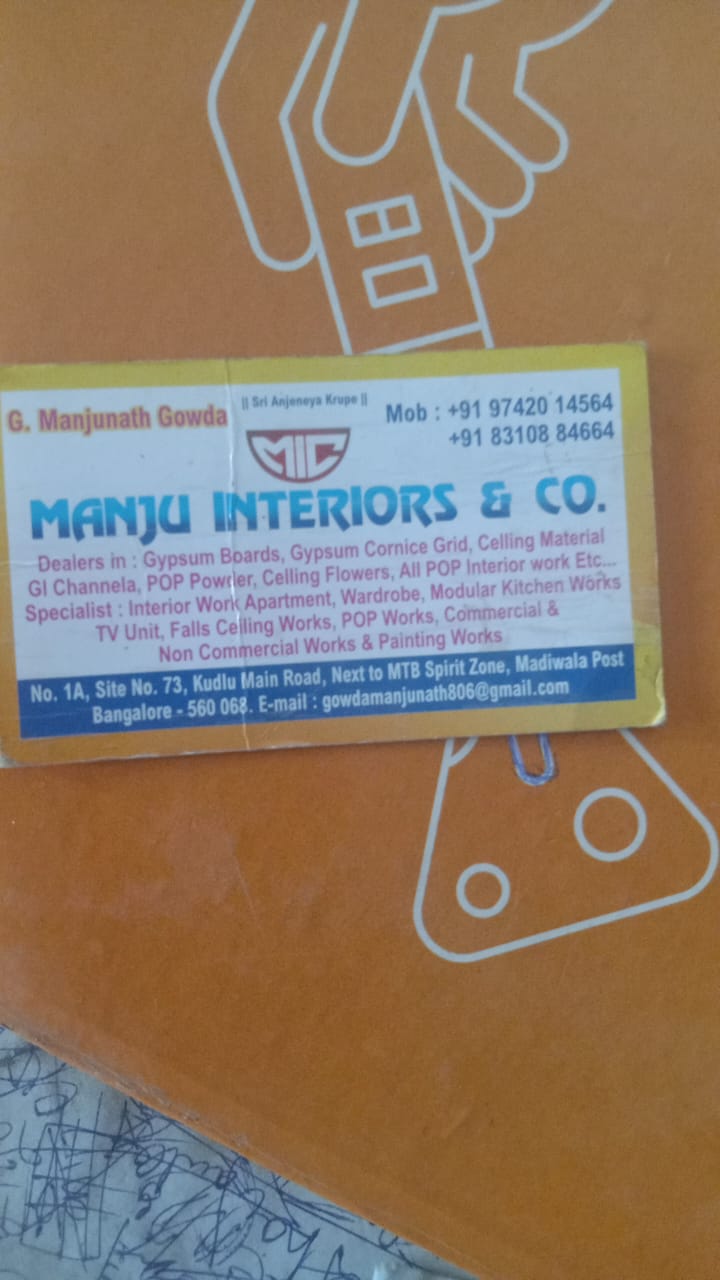 || Sri Anjeneya Krupe ||
G. Manjunath Gowda
Mob : +91 97420 14564
+91 83108 84664
MIC
MANJU INTERIORS & CO.
Dealers in : Gypsum Boards, Gypsum Cornice Grid, Celling Material
GI Channela, POP Powder, Celling Flowers, All POP Interior work Etc...
Specialist : Interior Work Apartment, Wardrobe, Modular Kitchen Works
TV Unit, Falls Ceiling Works, POP Works, Commercial &
Non Commercial Works & Painting Works
No. 1A, Site No. 73, Kudlu Main Road, Next to MTB Spirit Zone, Madiwala Post
Bangalore - 560 068. E-mail : gowdamanjunath806@gmail.com